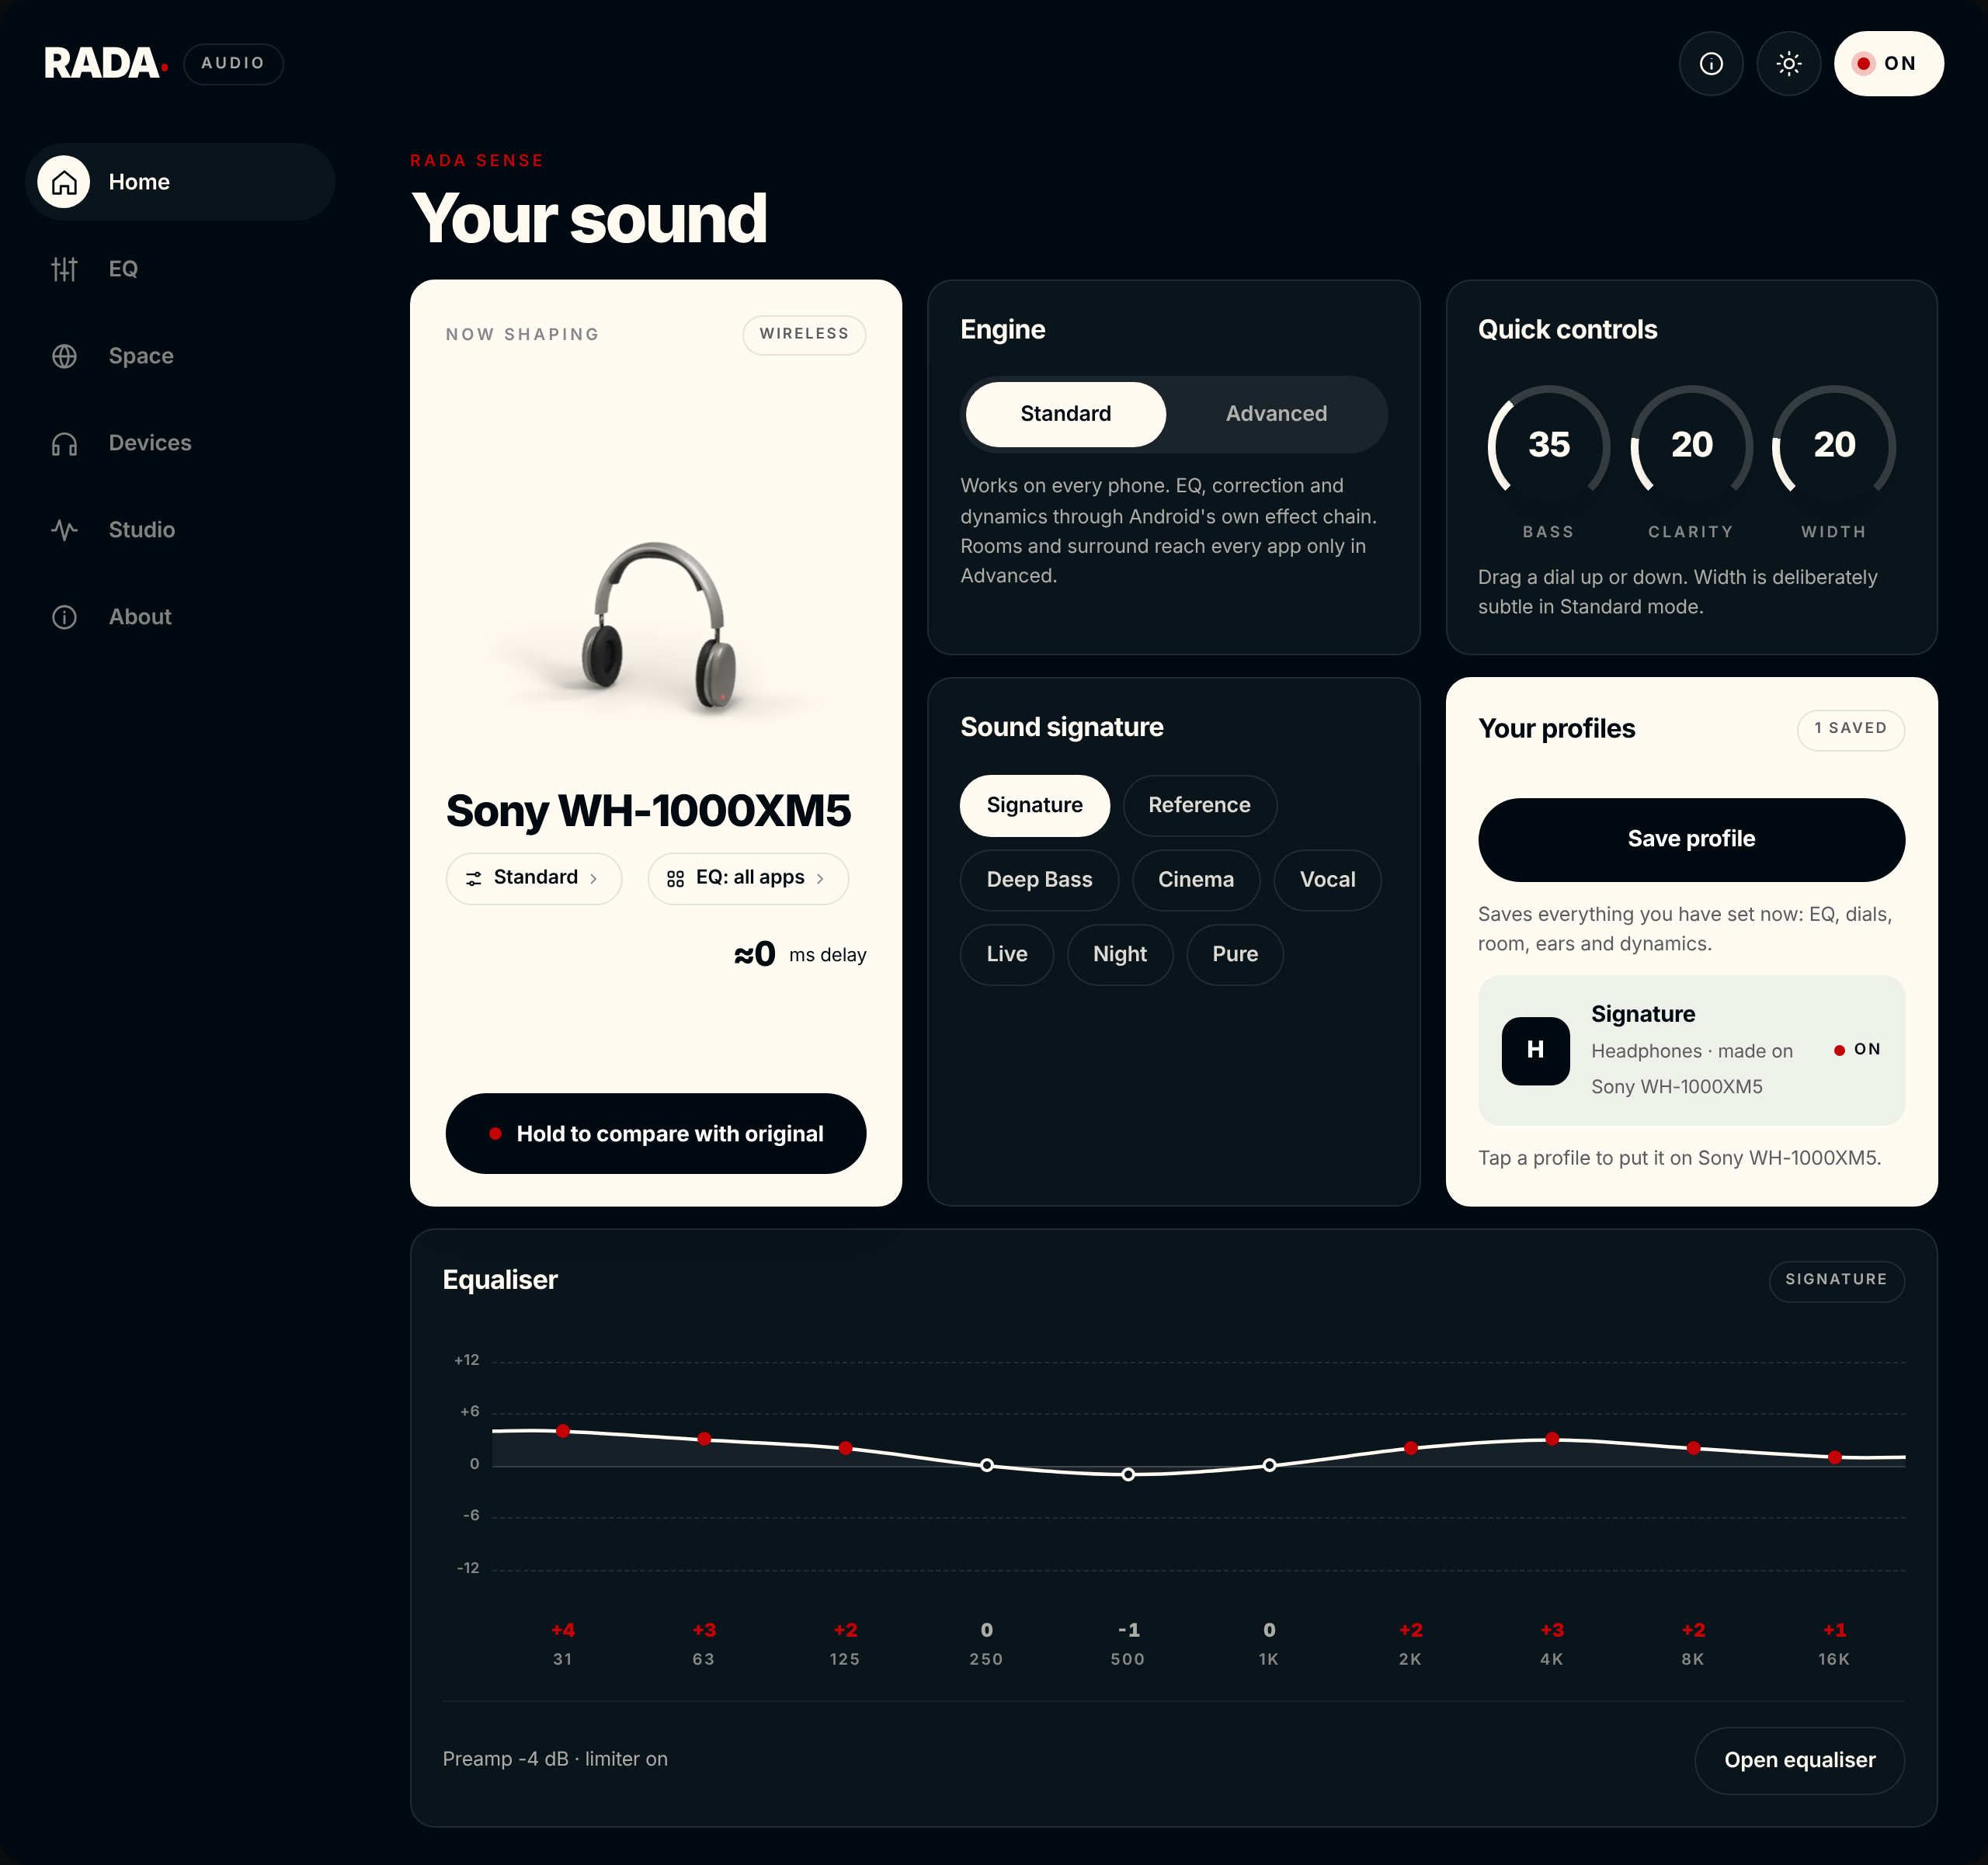 RADA.
AUDIO
ON
Home
EQ
Space
Devices
Studio
About
RADA SENSE
Your sound
NOW SHAPING
WIRELESS
Sony WH-1000XM5
Standard
EQ: all apps
≈0 ms delay
Hold to compare with original
Engine
Standard
Advanced
Works on every phone. EQ, correction and
dynamics through Android's own effect chain.
Rooms and surround reach every app only in
Advanced.
Quick controls
35
20
20
BASS
CLARITY
WIDTH
Drag a dial up or down. Width is deliberately
subtle in Standard mode.
Sound signature
Signature
Reference
Deep Bass
Cinema
Vocal
Live
Night
Pure
Your profiles
1 SAVED
Save profile
Saves everything you have set now: EQ, dials,
room, ears and dynamics.
H
Signature
Headphones · made on
Sony WH-1000XM5
ON
Tap a profile to put it on Sony WH-1000XM5.
Equaliser
SIGNATURE
+12
+6
0
-6
-12
+4 +3 +2 0 -1 0 +2 +3 +2 +1
31 63 125 250 500 1K 2K 4K 8K 16K
Preamp -4 dB · limiter on
Open equaliser